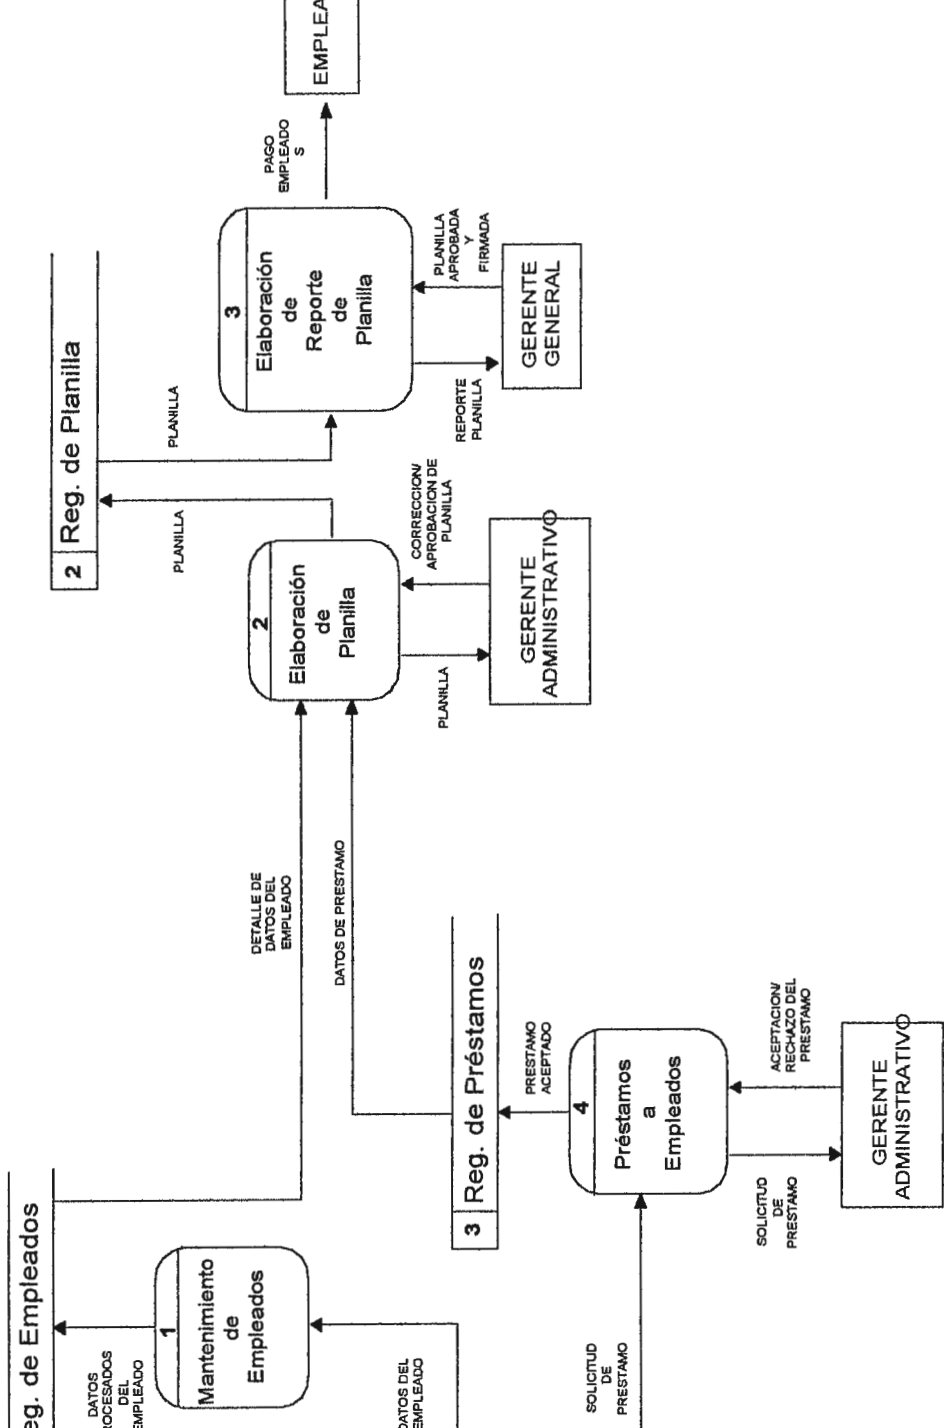 eg. de Empleados
DATOS
ROCESADOS
DEL
MPLEADO
1
Mantenimiento
de
Empleados
DATOS DEL
EMPLEADO
DETALLE DE
DATOS DEL
EMPLEADO
DATOS DE PRESTAMO
3 Reg. de Préstamos
PRESTAMO
ACEPTADO
4
Préstamos
a
Empleados
SOLICITUD
DE
PRESTAMO
SOLICITUD
DE
PRESTAMO
ACEPTACION/
RECHAZO DEL
PRESTAMO
GERENTE
ADMINISTRATIVO
2 Reg. de Planilla
PLANILLA
PLANILLA
2
Elaboración
de
Planilla
PLANILLA
CORRECCION/
APROBACION DE
PLANILLA
GERENTE
ADMINISTRATIVO
3
Elaboración
de
Reporte
de
Planilla
REPORTE
PLANILLA
PLANILLA
APROBADA
Y
FIRMADA
GERENTE
GENERAL
PAGO
EMPLEADO
S
EMPLEA